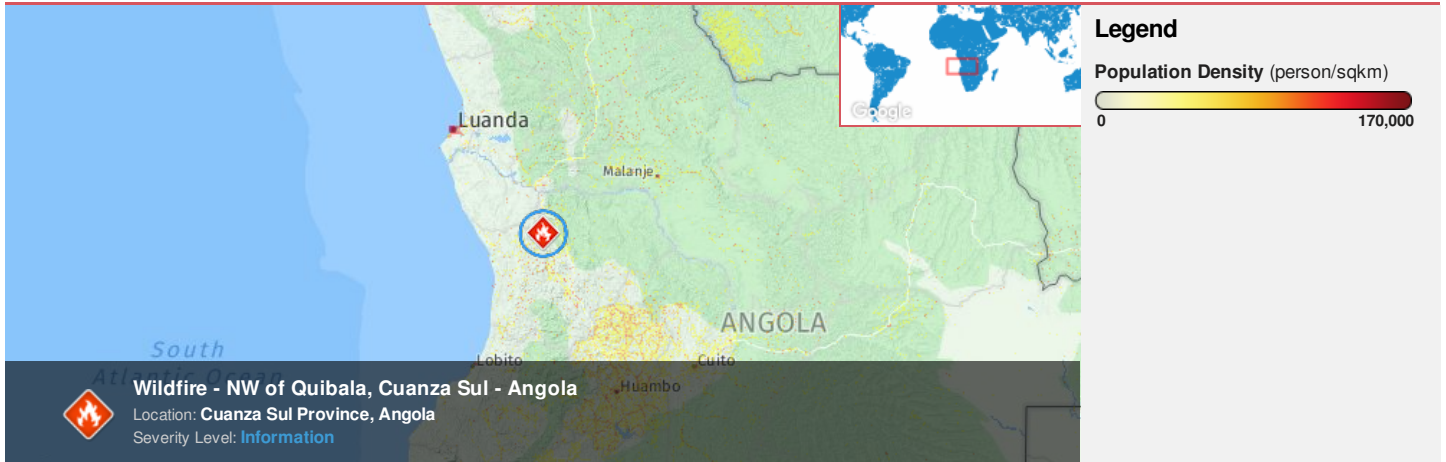 Luanda
Malanje
ANGOLA
South
Atlantic Ocean
Lobito
Cuito
Huambo
Google
Wildfire - NW of Quibala, Cuanza Sul - Angola
Location: Cuanza Sul Province, Angola
Severity Level: Information
Legend
Population Density (person/sqkm)
0 170,000